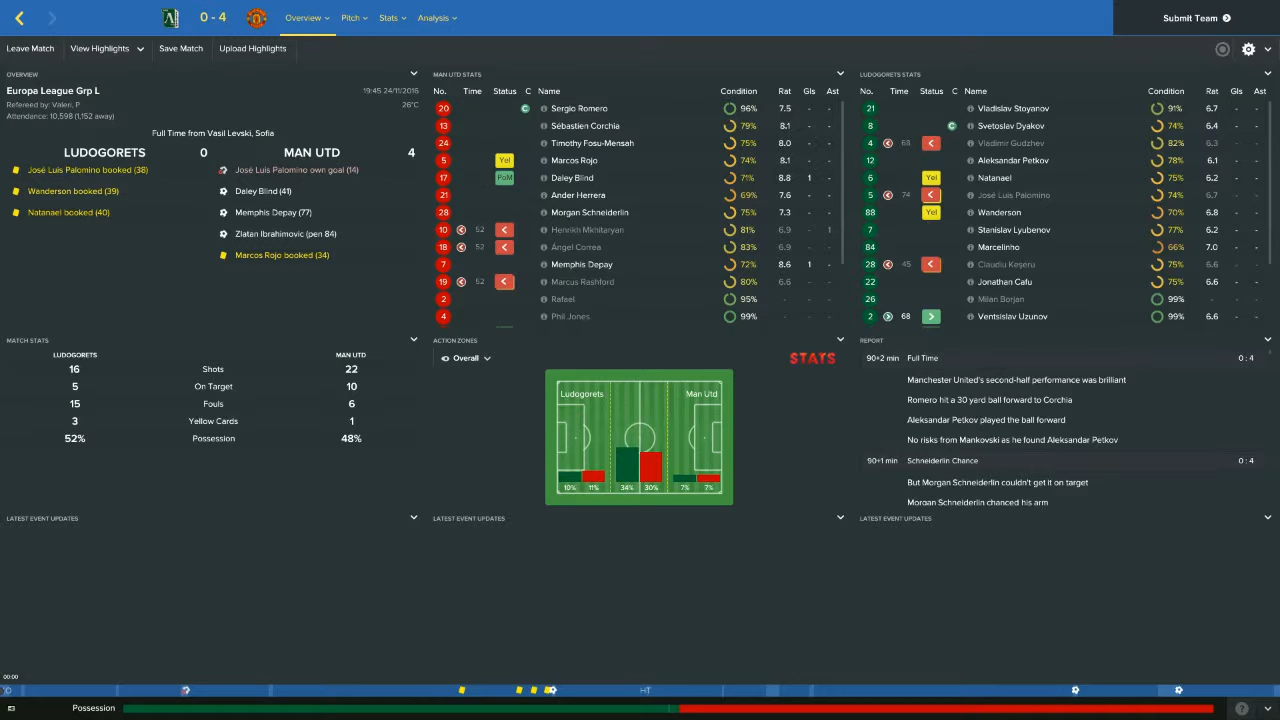 0 - 4 Overview Pitch Stats Analysis Submit Team
Leave Match View Highlights Save Match Upload Highlights
OVERVIEW
Europa League Grp L 19:45 24/11/2016
Refereed by: Valeri, P 26°C
Attendance: 10,598 (1,152 away)
Full Time from Vasil Levski, Sofia
LUDOGORETS 0 MAN UTD 4
José Luis Palomino booked (38) José Luis Palomino own goal (14)
Wanderson booked (39) Daley Blind (41)
Natanael booked (40) Memphis Depay (77)
Zlatan Ibrahimovic (pen 84)
Marcos Rojo booked (34)
MAN UTD STATS
No. Time Status C Name Condition Rat Gls Ast
20 C Sergio Romero 96% 7.5 - -
13 Sébastien Corchia 79% 8.1 - -
24 Timothy Fosu-Mensah 75% 8.0 - -
5 Yel Marcos Rojo 74% 8.1 - -
17 PoM Daley Blind 71% 8.8 1 -
21 Ander Herrera 69% 7.6 - -
28 Morgan Schneiderlin 75% 7.3 - -
10 52 Henrikh Mkhitaryan 81% 6.9 - 1
18 52 Ángel Correa 83% 6.9 - -
7 Memphis Depay 72% 8.6 1 -
19 52 Marcus Rashford 80% 6.6 - -
2 Rafael 95% - - -
4 Phil Jones 99% - - -
LUDOGORETS STATS
No. Time Status C Name Condition Rat Gls Ast
21 Vladislav Stoyanov 91% 6.7 - -
8 C Svetoslav Dyakov 74% 6.4 - -
4 68 Vladimir Gudzhev 82% 6.3 - -
12 Aleksandar Petkov 78% 6.1 - -
6 Yel Natanael 75% 6.2 - -
5 74 José Luis Palomino 74% 6.7 - -
88 Yel Wanderson 70% 6.8 - -
7 Stanislav Lyubenov 77% 6.2 - -
84 Marcelinho 66% 7.0 - -
28 45 Claudiu Keşeru 75% 6.6 - -
22 Jonathan Cafu 75% 6.6 - -
26 Milan Borjan 99% - - -
2 68 Ventsislav Uzunov 99% 6.6 - -
MATCH STATS
LUDOGORETS MAN UTD
16 Shots 22
5 On Target 10
15 Fouls 6
3 Yellow Cards 1
52% Possession 48%
ACTION ZONES
Overall STATS
Ludogorets Man Utd
10% 11% 34% 30% 7% 7%
REPORT
90+2 min Full Time 0 : 4
Manchester United's second-half performance was brilliant
Romero hit a 30 yard ball forward to Corchia
Aleksandar Petkov played the ball forward
No risks from Mankovski as he found Aleksandar Petkov
90+1 min Schneiderlin Chance 0 : 4
But Morgan Schneiderlin couldn't get it on target
Morgan Schneiderlin chanced his arm
LATEST EVENT UPDATES LATEST EVENT UPDATES LATEST EVENT UPDATES
00:00
HT
Possession